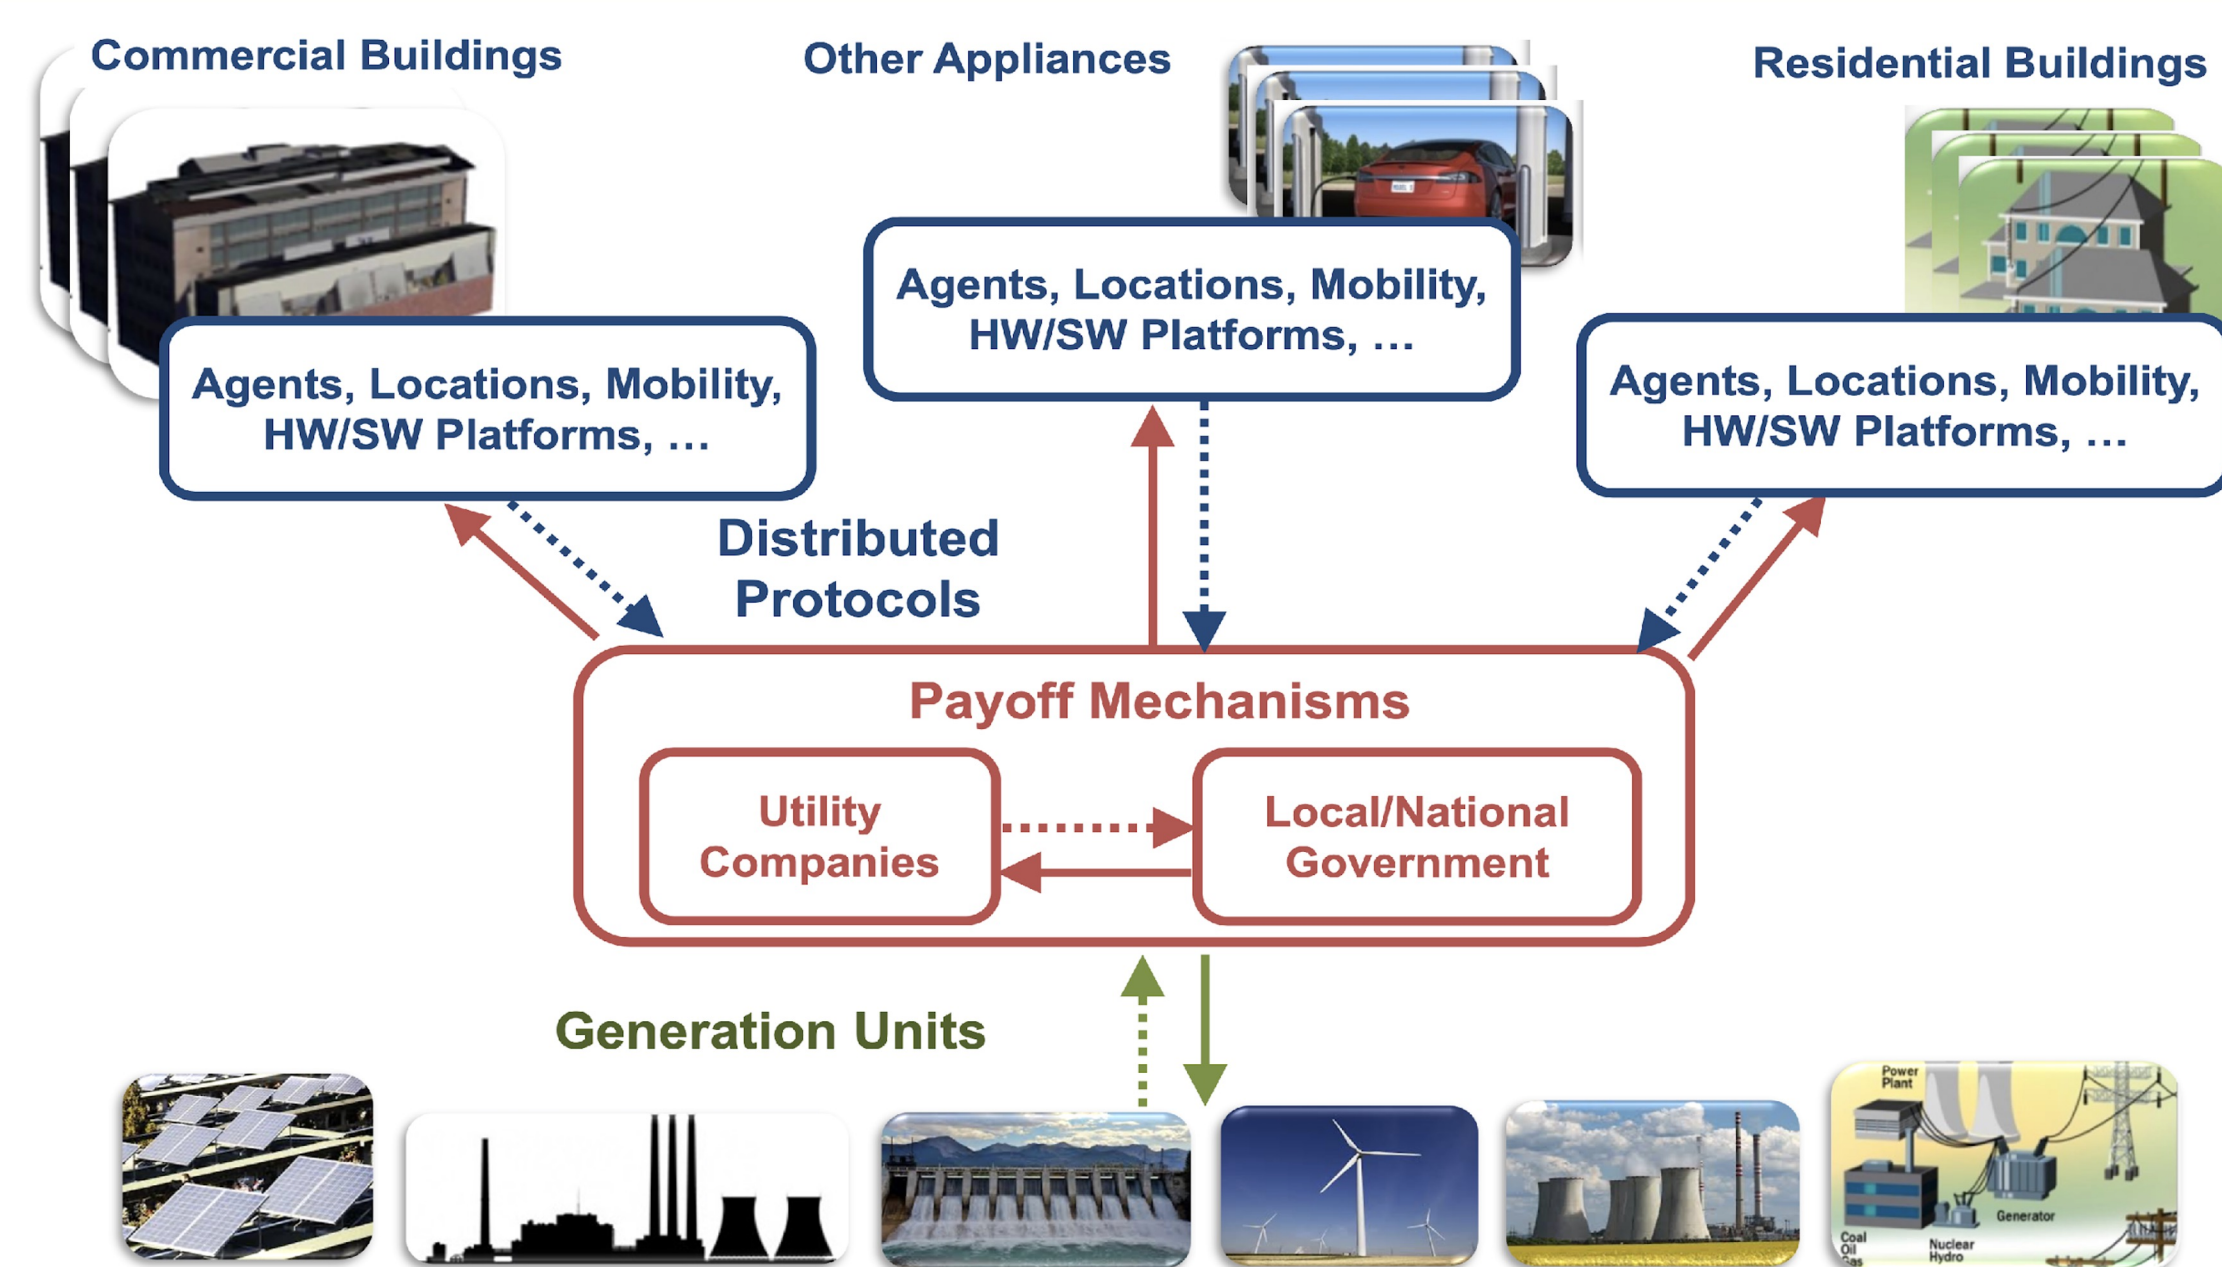 Commercial Buildings
Other Appliances
Residential Buildings
Agents, Locations, Mobility,
HW/SW Platforms, …
Agents, Locations, Mobility,
HW/SW Platforms, …
Agents, Locations, Mobility,
HW/SW Platforms, …
Distributed
Protocols
Payoff Mechanisms
Utility
Companies
Local/National
Government
Generation Units
Power
Plant
Generator
Coal
Oil
Gas
Nuclear
Hydro